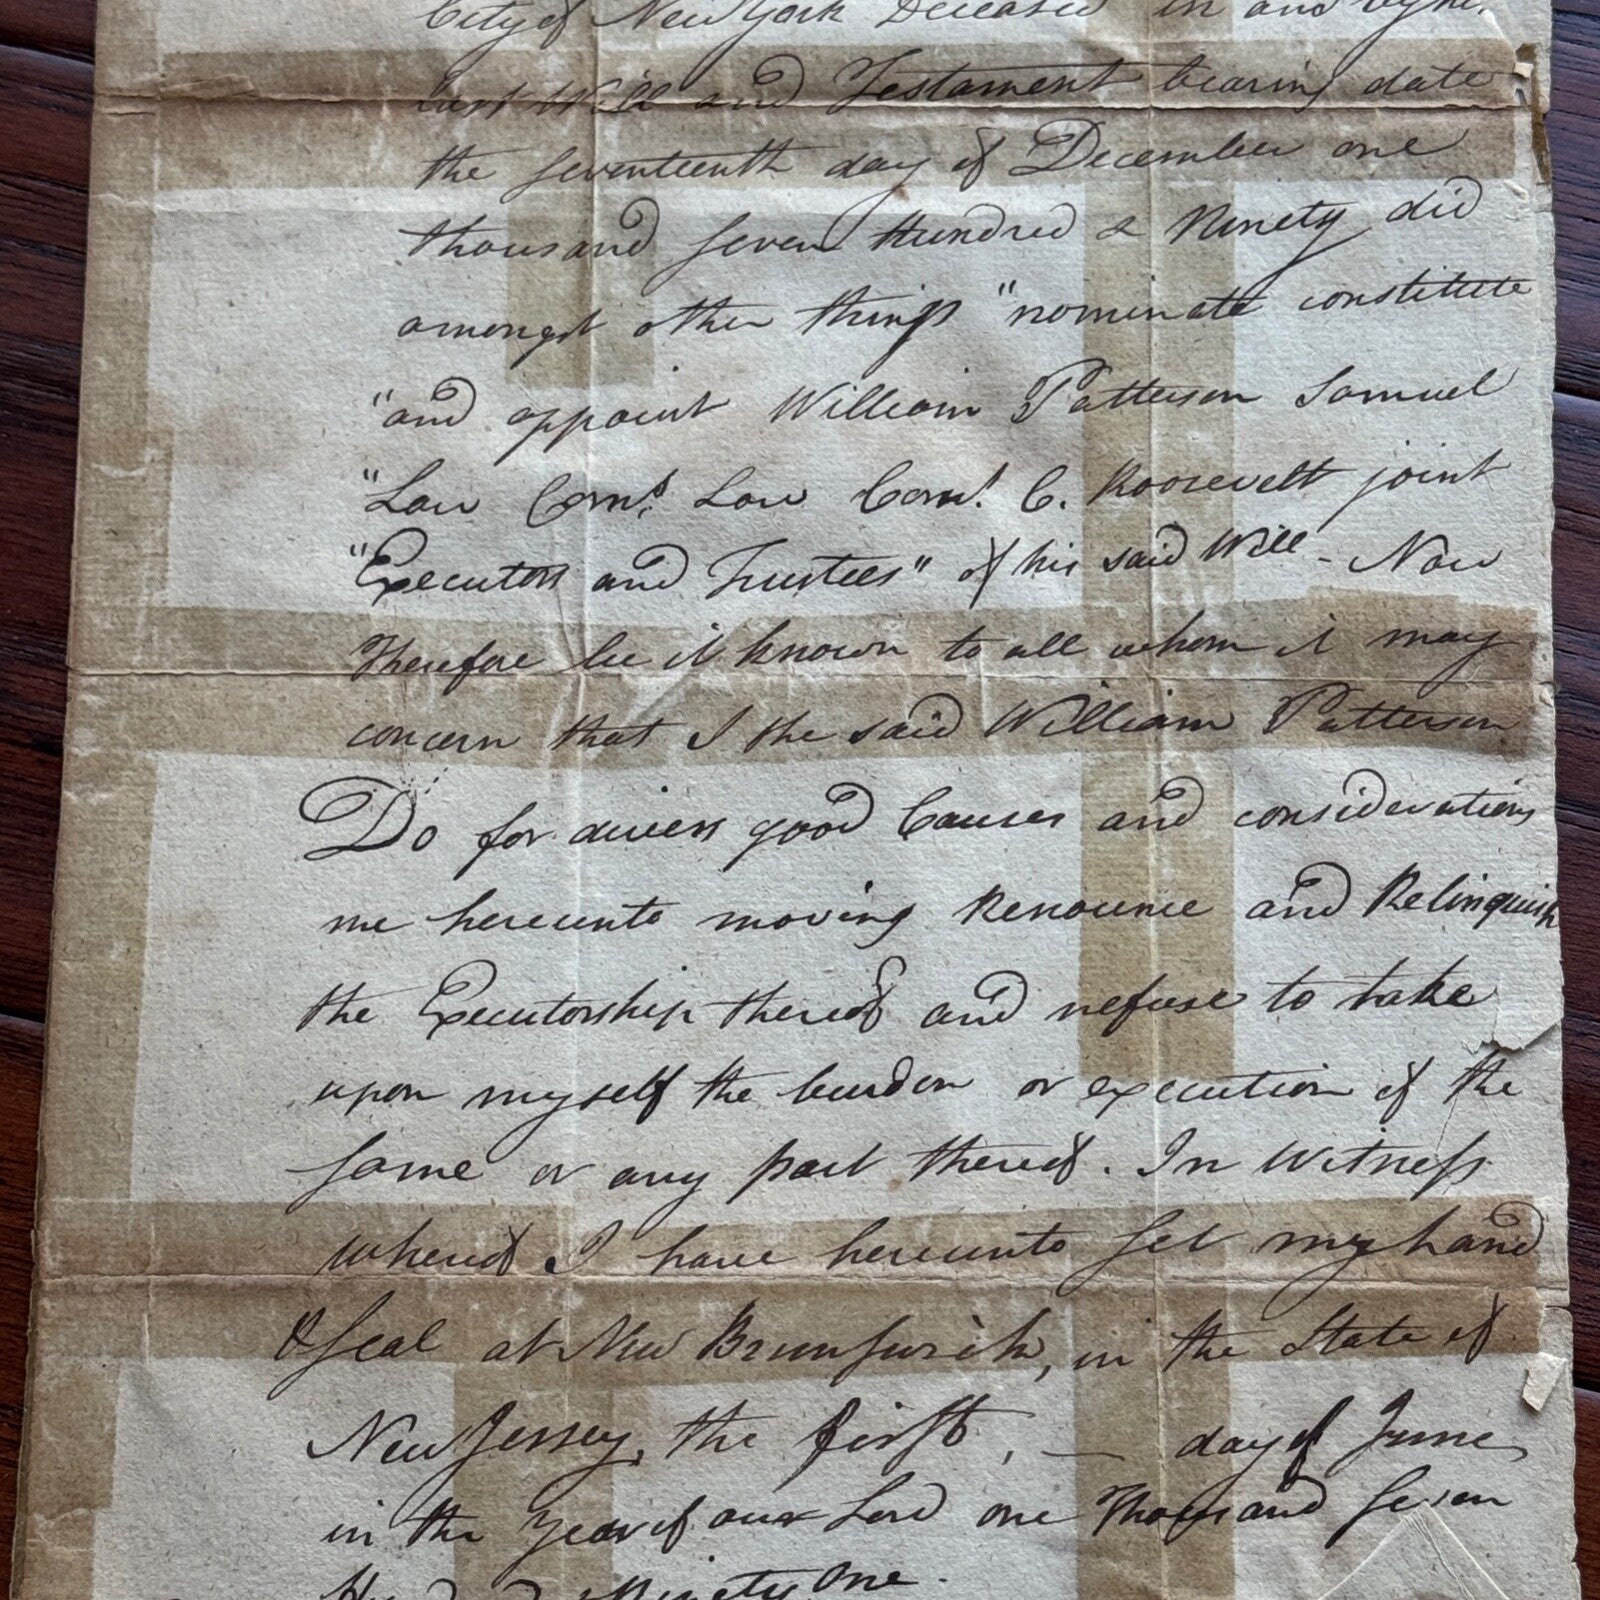 City of New York Deceased in and by his
Last Will and Testament bearing date
the seventeenth day of December one
thousand seven Hundred & Ninety did
amongst other things "nominate constitute
"and appoint William Patterson Samuel
"Low Corn.s Low Corn.s C. Roosevelt joint
"Executors and Trustees" of his said Will - Now
Therefore be it known to all whom it may
concern that I the said William Patterson
Do for divers good Causes and considerations
me hereunto moving Renounce and Relinquish
the Executorship thereof and refuse to take
upon myself the burden or execution of the
same or any part thereof. In Witness
whereof I have hereunto set my hand
& Seal at New Brunswick, in the State of
New Jersey, the first, — day of June
in the Year of our Lord one Thousand Seven
Hundred Ninety One.